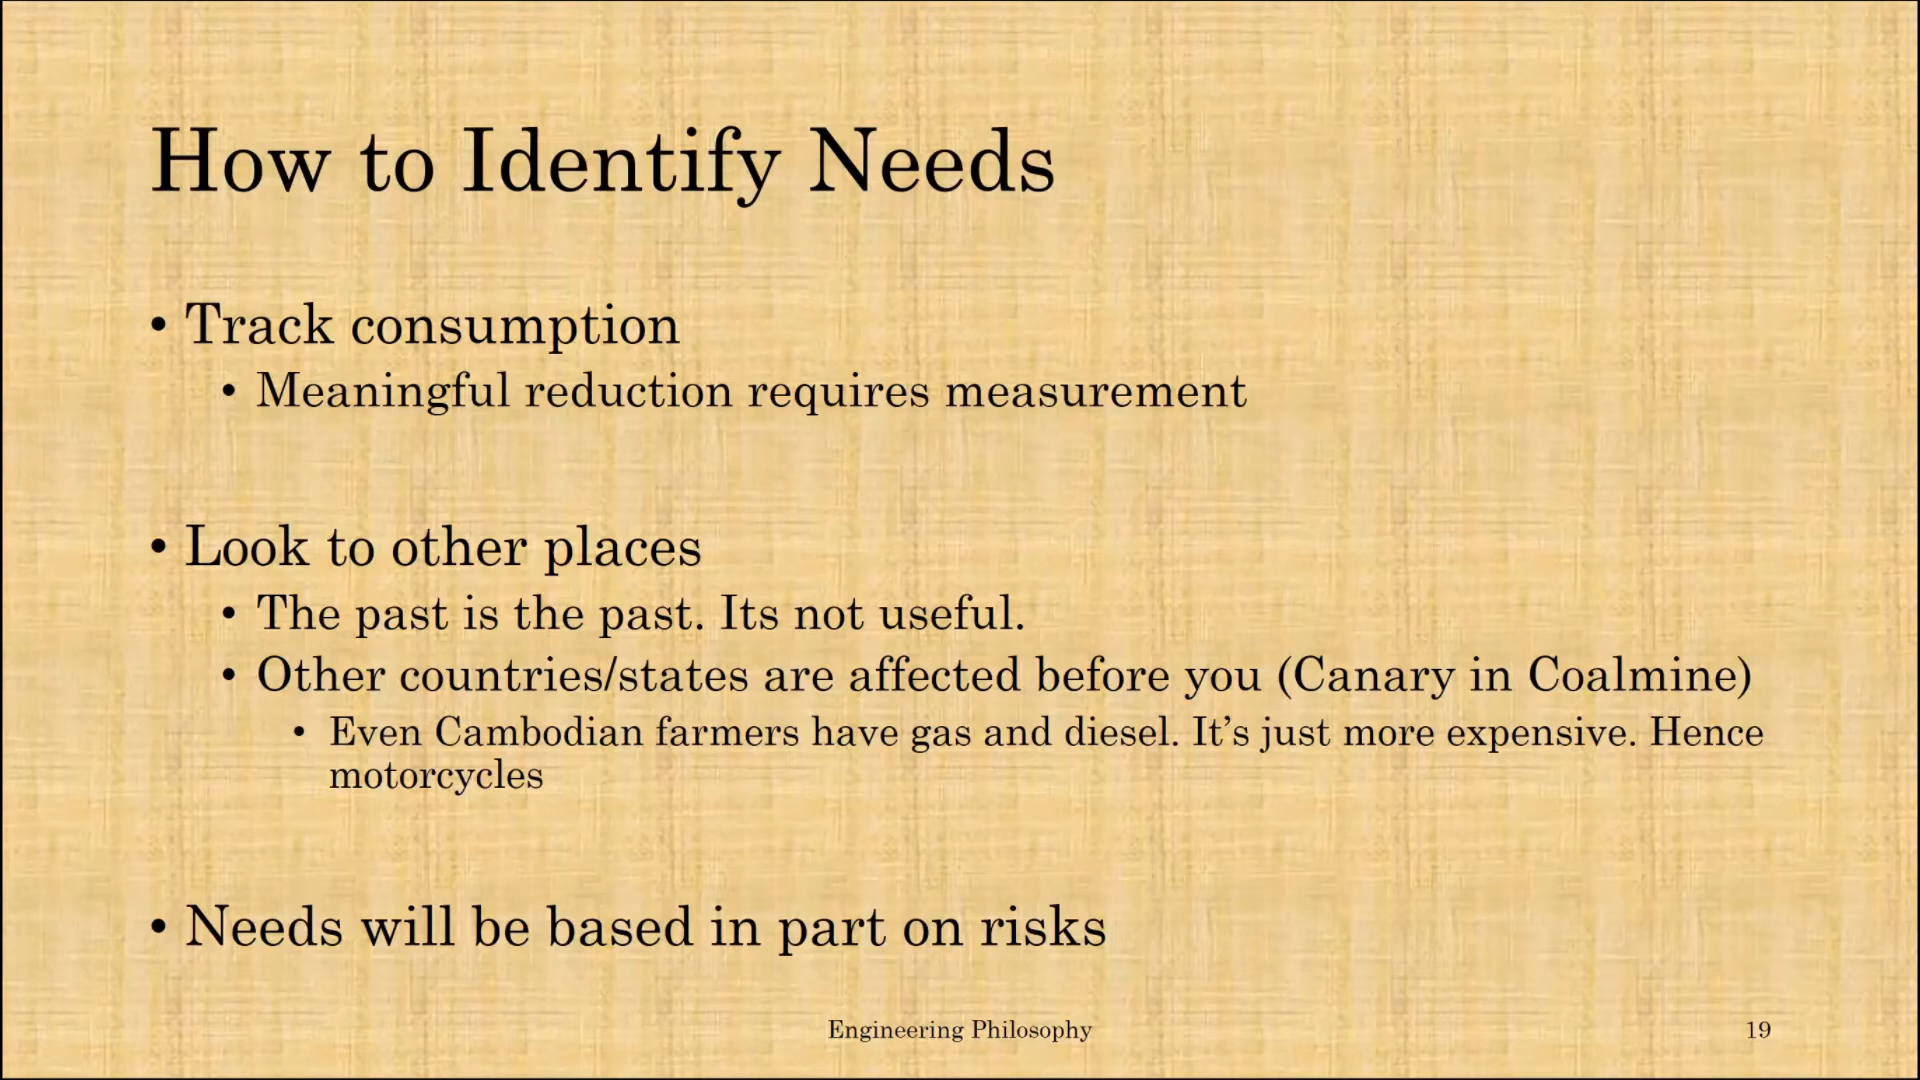 How to Identify Needs
• Track consumption
• Meaningful reduction requires measurement
• Look to other places
• The past is the past. Its not useful.
• Other countries/states are affected before you (Canary in Coalmine)
• Even Cambodian farmers have gas and diesel. It’s just more expensive. Hence
motorcycles
• Needs will be based in part on risks
Engineering Philosophy
19